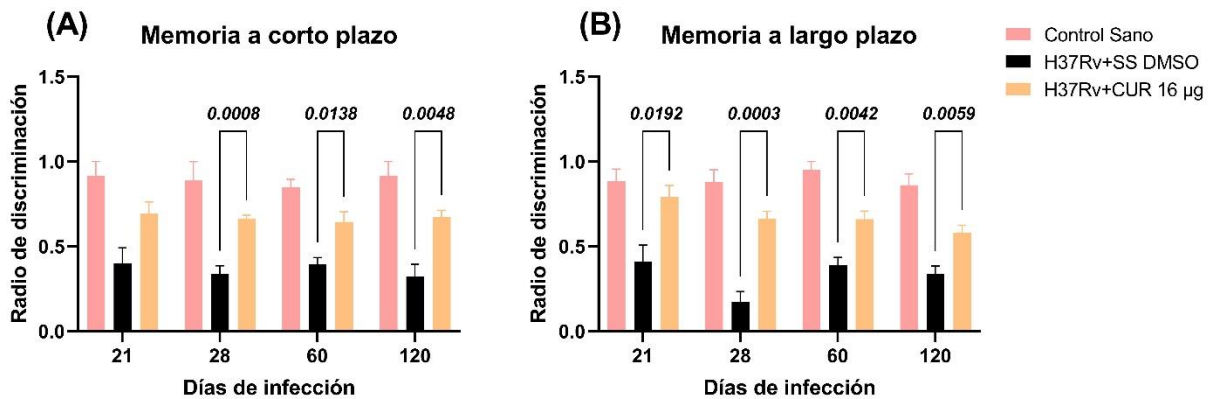 (A)
Memoria a corto plazo
Radio de discriminación
1.5
1.0
0.5
0.0
0.0008
0.0138
0.0048
21
28
60
120
Días de infección
(B)
Memoria a largo plazo
Radio de discriminación
1.5
1.0
0.5
0.0
0.0192
0.0003
0.0042
0.0059
21
28
60
120
Días de infección
Control Sano
H37Rv+SS DMSO
H37Rv+CUR 16 µg